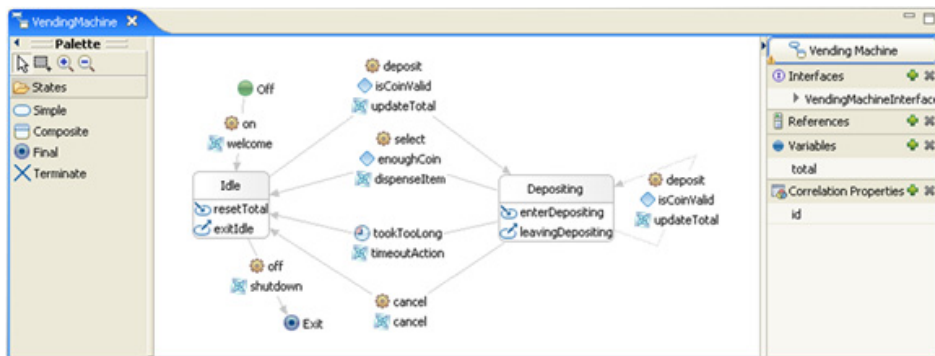 VendingMachine
Palette
States
Simple
Composite
Final
Terminate
Off
on
welcome
deposit
isCoinValid
updateTotal
select
enoughCoin
dispenseItem
Idle
resetTotal
exitIdle
Depositing
enterDepositing
leavingDepositing
deposit
isCoinValid
updateTotal
tookTooLong
timeoutAction
off
shutdown
Exit
cancel
cancel
Vending Machine
Interfaces
VendingMachineInterface
References
Variables
total
Correlation Properties
id